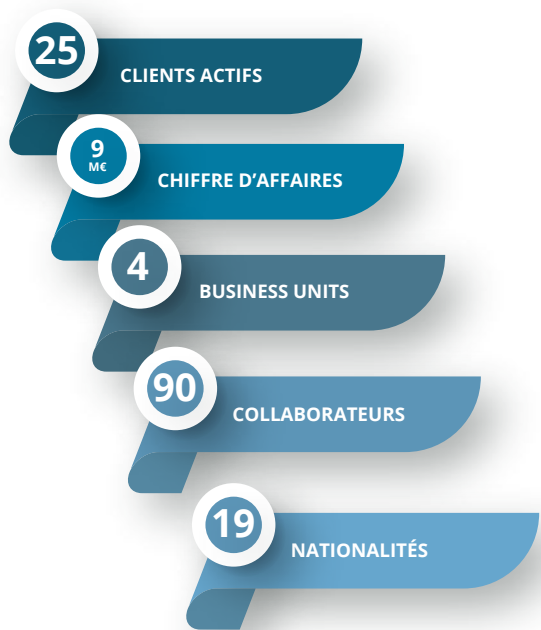 25
CLIENTS ACTIFS
9
M€
CHIFFRE D’AFFAIRES
4
BUSINESS UNITS
90
COLLABORATEURS
19
NATIONALITÉS